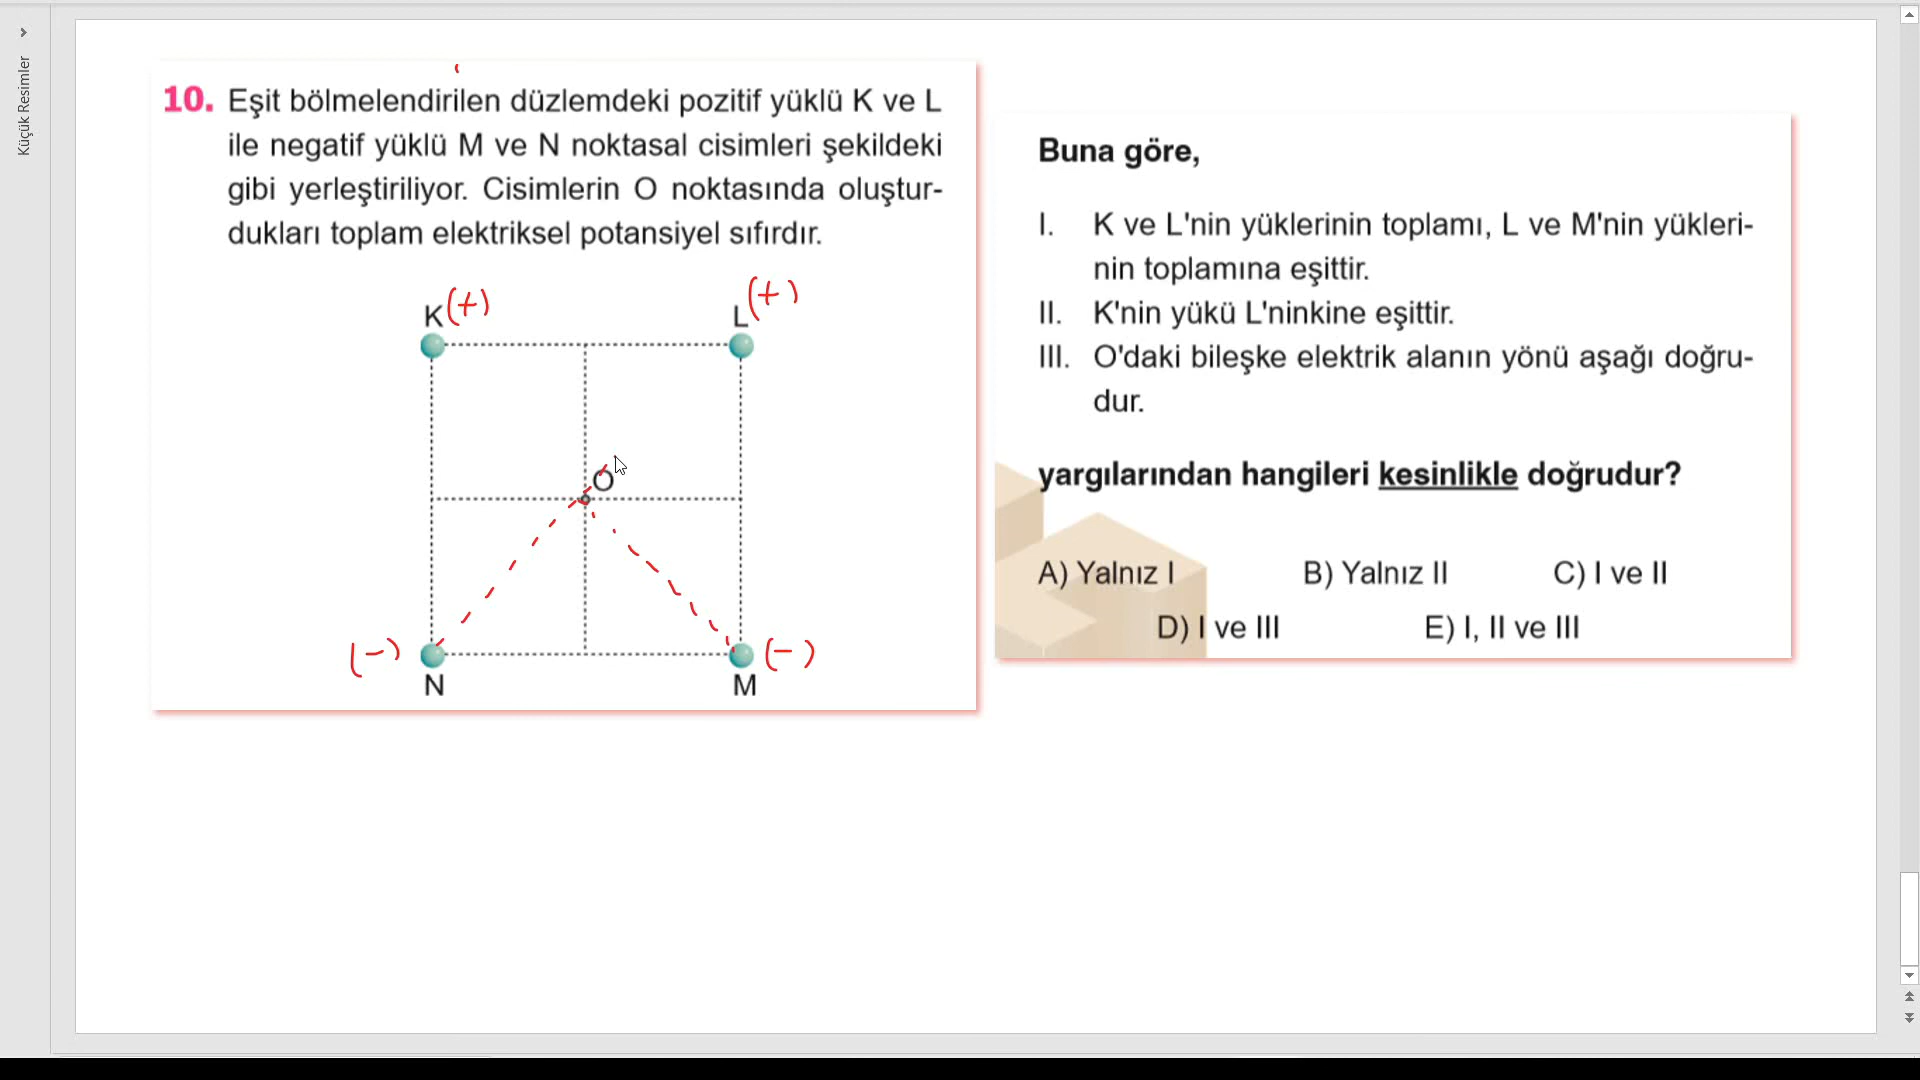 Küçük Resimler
10. Eşit bölmelendirilen düzlemdeki pozitif yüklü K ve L
ile negatif yüklü M ve N noktasal cisimleri şekildeki
gibi yerleştiriliyor. Cisimlerin O noktasında oluştur-
dukları toplam elektriksel potansiyel sıfırdır.
K (+)
L (+)
O
(-)
(-)
N
M
Buna göre,
I. K ve L'nin yüklerinin toplamı, L ve M'nin yükleri-
nin toplamına eşittir.
II. K'nin yükü L'ninkine eşittir.
III. O'daki bileşke elektrik alanın yönü aşağı doğru-
dur.
yargılarından hangileri kesinlikle doğrudur?
A) Yalnız I B) Yalnız II C) I ve II
D) I ve III E) I, II ve III